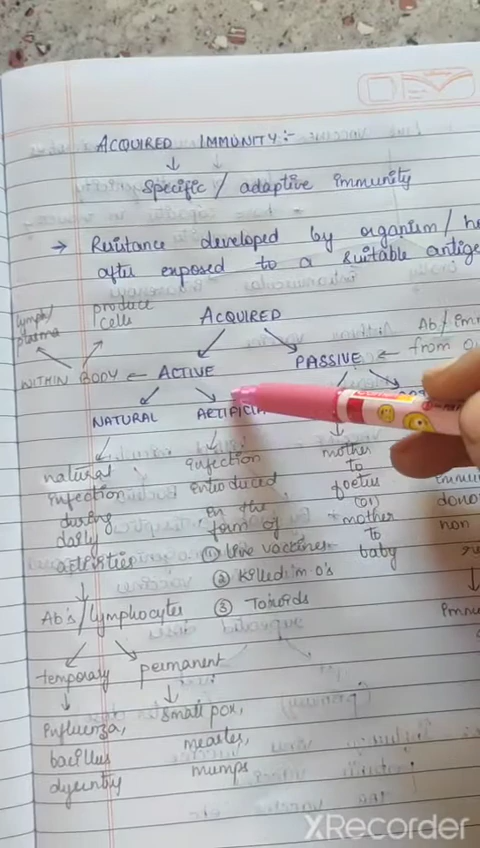 ACQUIRED IMMUNITY:-
↓
Specific / adaptive immunity
→ Resistance developed by organism /
after exposed to a suitable
lymph/ plasma
produce cells
ACQUIRED
WITHIN BODY ← ACTIVE
PASSIVE ← from
Ab/
NATURAL
natural
infection
during
daily
activities
↓
Ab's / lymphocytes
temporary
↓
Influenza,
bacillus
dysentry
permanent
↓
Small pox,
measles,
mumps
infection
introduced
in the
form of
① live vaccines
② Killed m.o's
③ Toxoids
mother
to
foetus
(or)
mother
to
baby
non
XRecorder